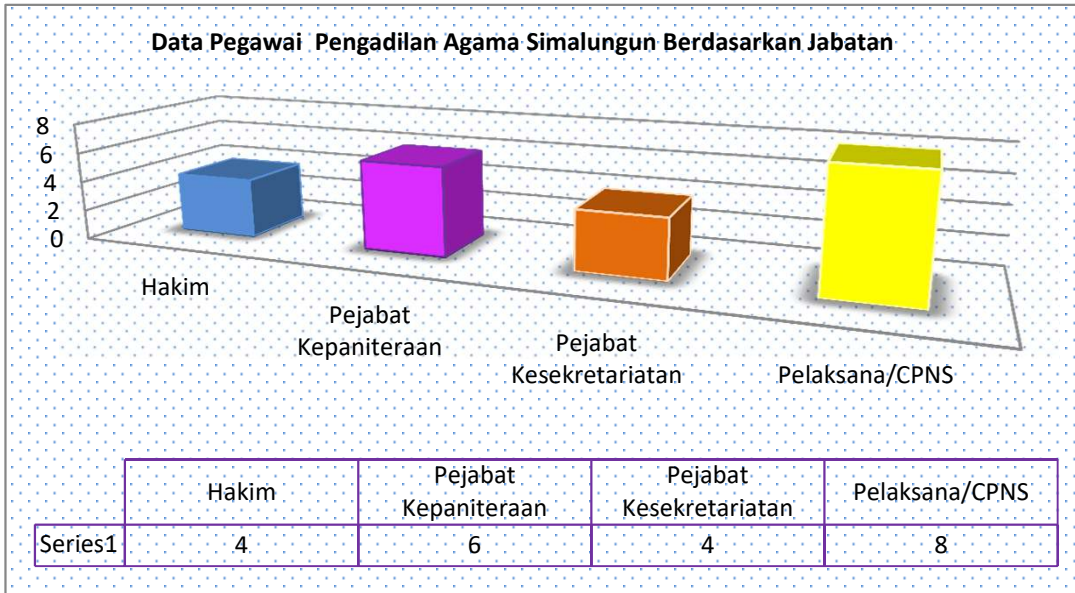 Data Pegawai Pengadilan Agama Simalungun Berdasarkan Jabatan
8
6
4
2
0
Hakim
Pejabat
Kepaniteraan
Pejabat
Kesekretariatan
Pelaksana/CPNS
Hakim
Pejabat
Kepaniteraan
Pejabat
Kesekretariatan
Pelaksana/CPNS
Series1 4 6 4 8